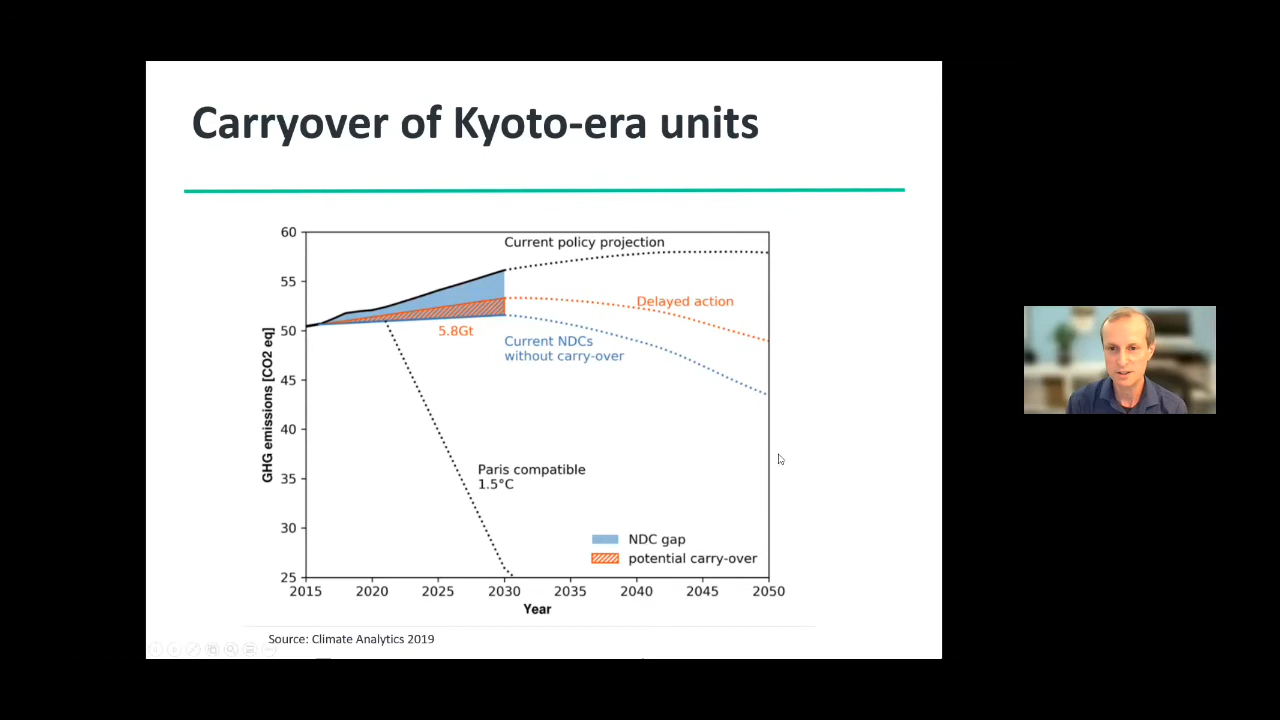 Carryover of Kyoto-era units
60
55
50
45
40
35
30
25
GHG emissions [CO2 eq]
Current policy projection
Delayed action
5.8Gt
Current NDCs
without carry-over
Paris compatible
1.5°C
NDC gap
potential carry-over
2015 2020 2025 2030 2035 2040 2045 2050
Year
Source: Climate Analytics 2019